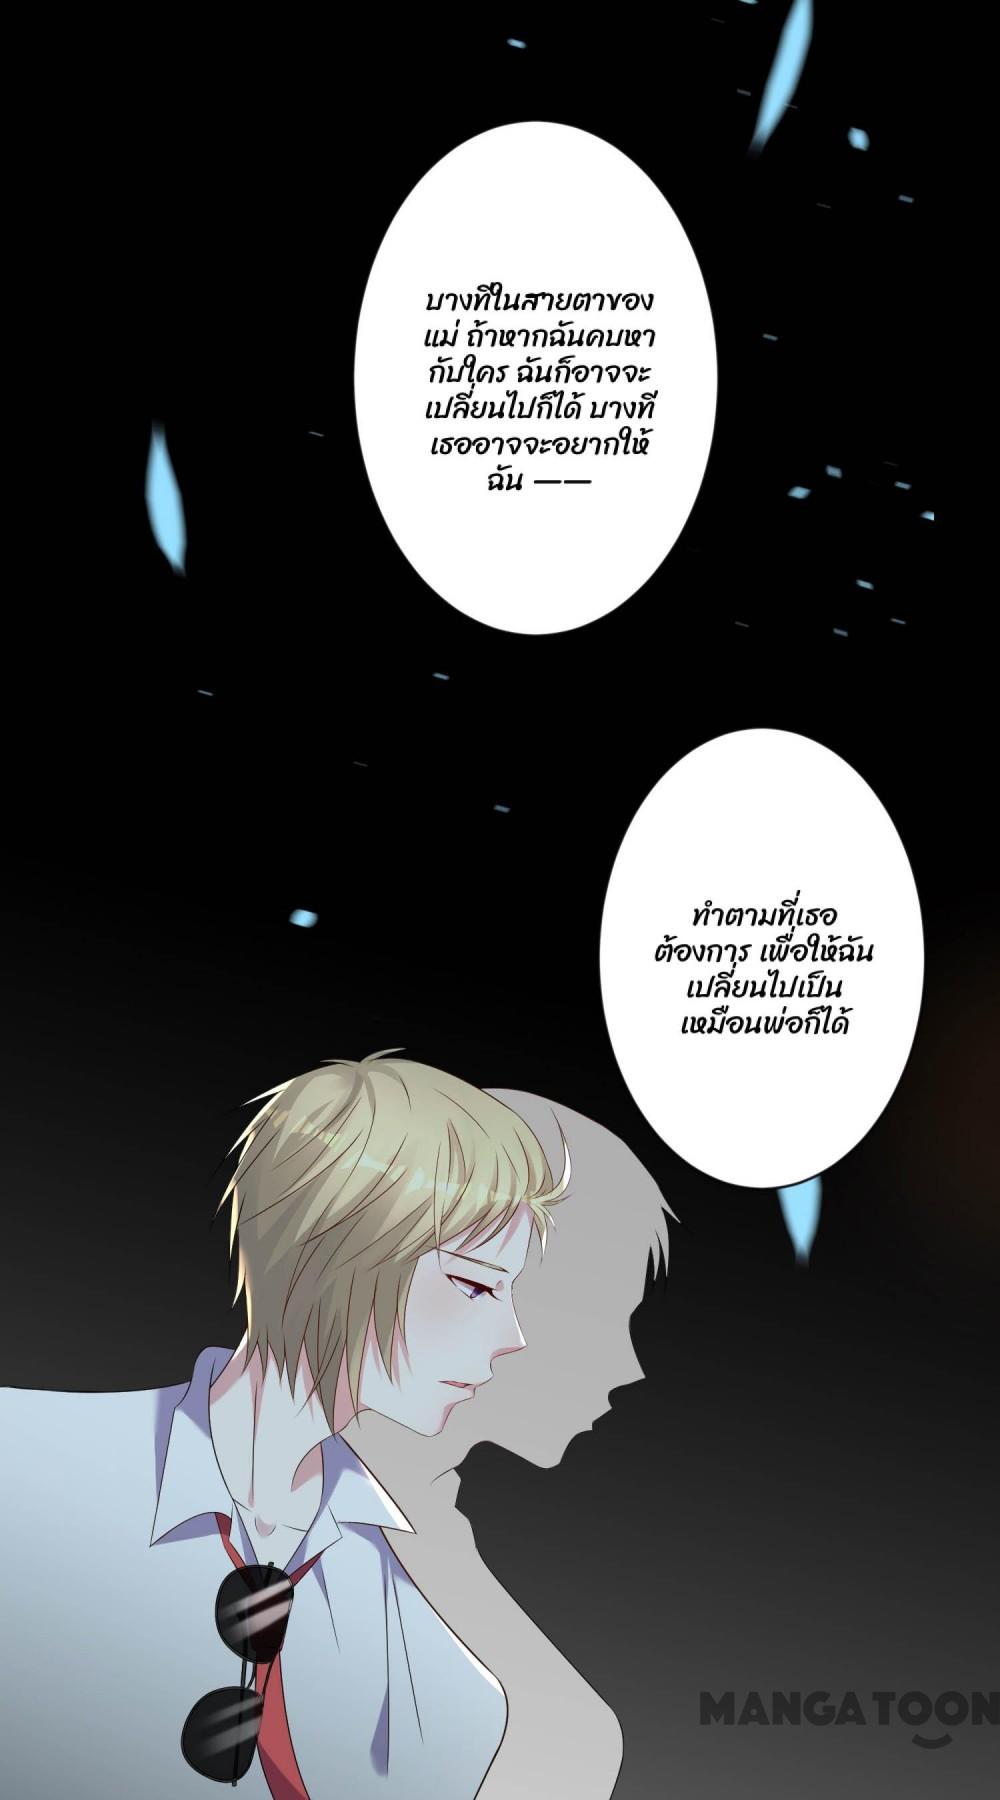 บางทีในสายตาของ
แม่ ถ้าหากฉันคบหา
กับใคร ฉันก็อาจจะ
เปลี่ยนไปก็ได้ บางที
เธออาจจะอยากให้
ฉัน ——
ทำตามที่เธอ
ต้องการ เพื่อให้ฉัน
เปลี่ยนไปเป็น
เหมือนพ่อก็ได้
MANGATOON